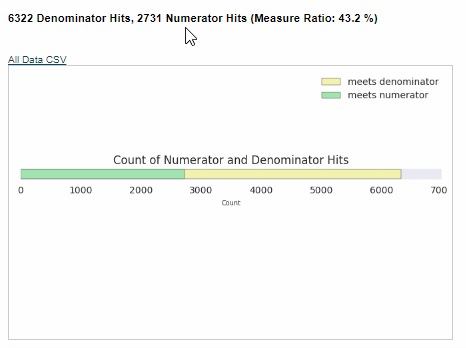 6322 Denominator Hits, 2731 Numerator Hits (Measure Ratio: 43.2 %)
All Data CSV
meets denominator
meets numerator
Count of Numerator and Denominator Hits
0 1000 2000 3000 4000 5000 6000 700
Count